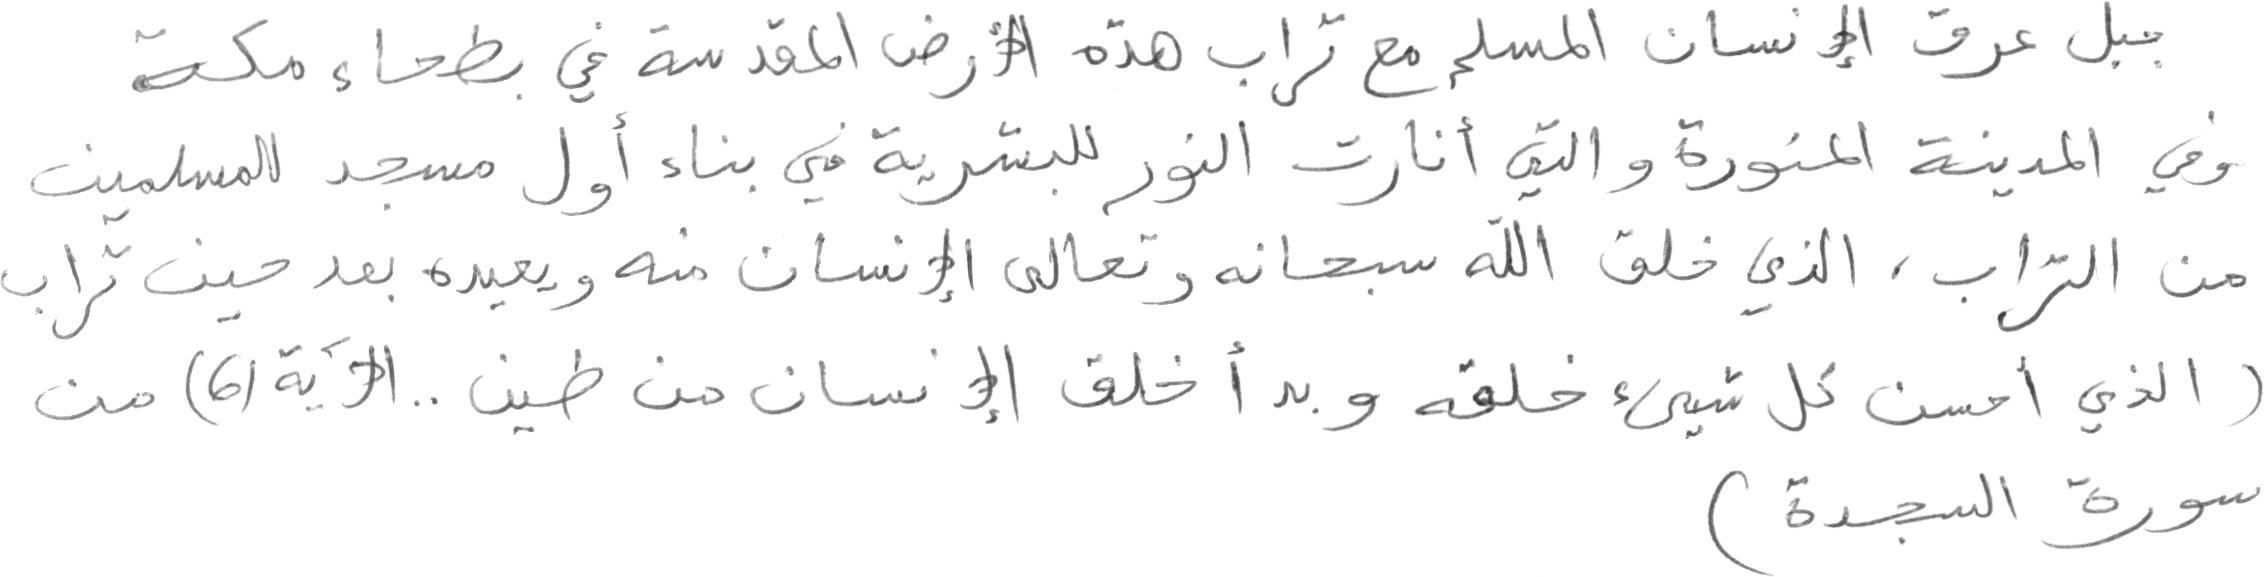 جبل عرق الإنسان المسلم مع تراب هذه الأرض المقدسة في بطحاء مكة
وفي المدينة المنورة والتي أنارت النور للبشرية في بناء أول مسجد للمسلمين
من التراب، الذي خلق الله سبحانه وتعالى الإنسان منه ويعيده بعد حين تراب
(الذي أحسن كل شيىء خلقه وبدأ خلق الإنسان من طين .. الآية (6) من
سورة السجدة)